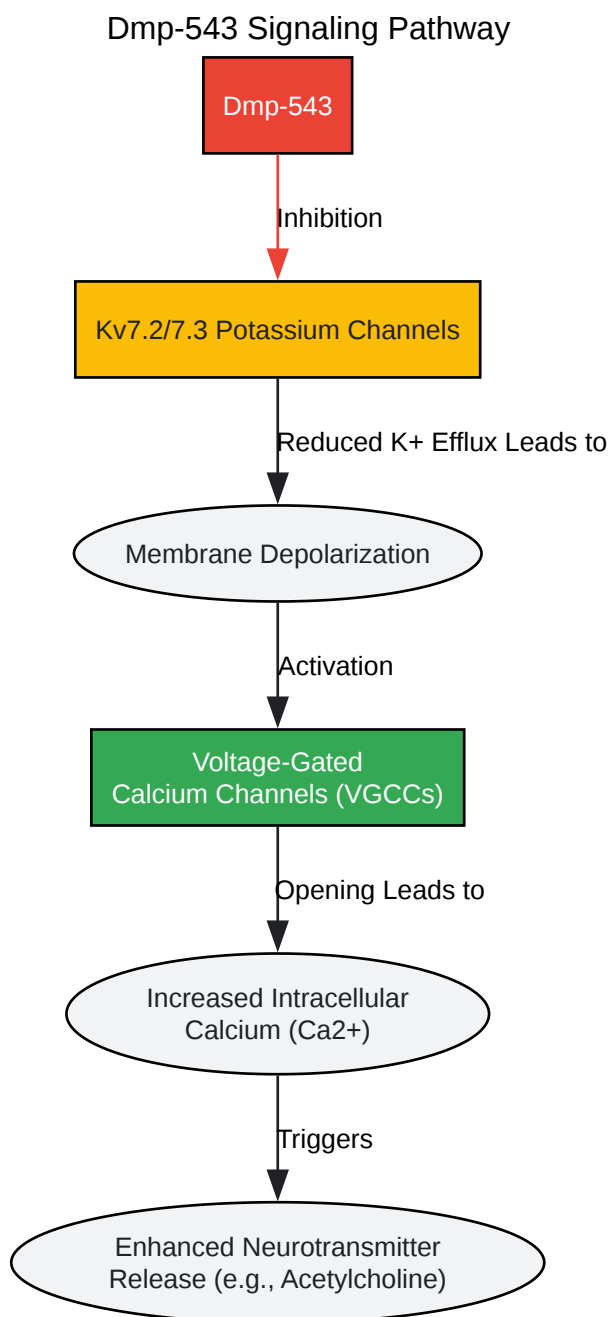 Dmp-543 Signaling Pathway
Dmp-543
Inhibition
Kv7.2/7.3 Potassium Channels
Reduced K+ Efflux Leads to
Membrane Depolarization
Activation
Voltage-Gated
Calcium Channels (VGCCs)
Opening Leads to
Increased Intracellular
Calcium (Ca2+)
Triggers
Enhanced Neurotransmitter
Release (e.g., Acetylcholine)